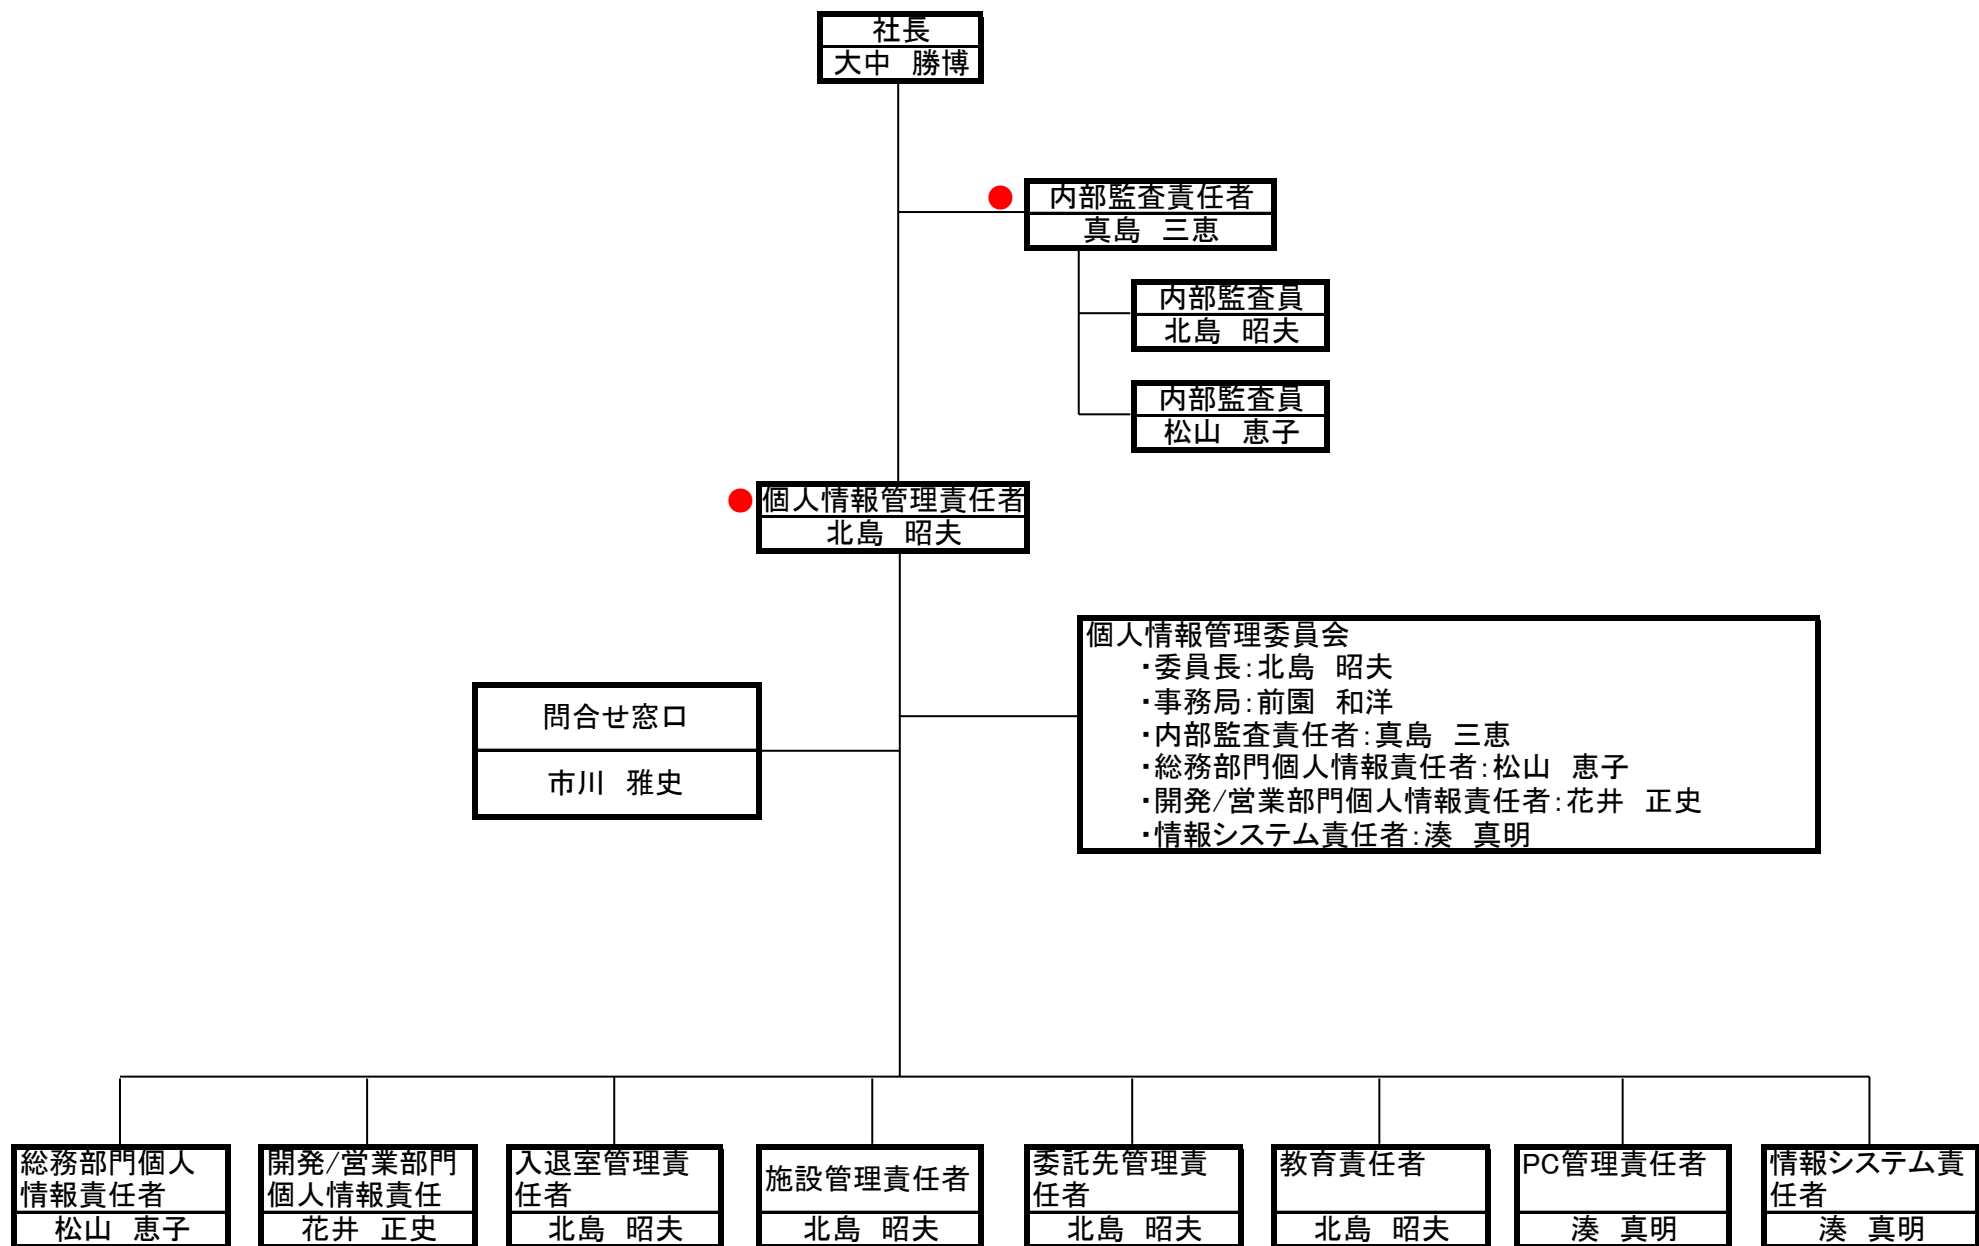 社長
大中　勝博
内部監査責任者
真島　三恵
内部監査員
北島　昭夫
内部監査員
松山　恵子
個人情報管理責任者
北島　昭夫
個人情報管理委員会
・委員長：北島　昭夫
・事務局：前園　和洋
・内部監査責任者：真島　三恵
・総務部門個人情報責任者：松山　恵子
・開発/営業部門個人情報責任者：花井　正史
・情報システム責任者：湊　真明
問合せ窓口
市川　雅史
総務部門個人
情報責任者
松山　恵子
開発/営業部門
個人情報責任
花井　正史
入退室管理責
任者
北島　昭夫
施設管理責任者
北島　昭夫
委託先管理責
任者
北島　昭夫
教育責任者
北島　昭夫
PC管理責任者
湊　真明
情報システム責
任者
湊　真明